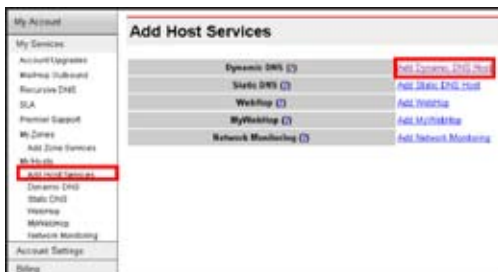 My Account
My Services
Account Upgrades
MailHop Outbound
Recursive DNS
SLA
Premier Support
My Zones
Add Zone Services
My Hosts
Add Host Services
Dynamic DNS
Static DNS
WebHop
MyWebHop
Network Monitoring
Account Settings
Billing
Add Host Services
Dynamic DNS (?) Add Dynamic DNS Host
Static DNS (?) Add Static DNS Host
WebHop (?) Add WebHop
MyWebHop (?) Add MyWebHop
Network Monitoring (?) Add Network Monitoring